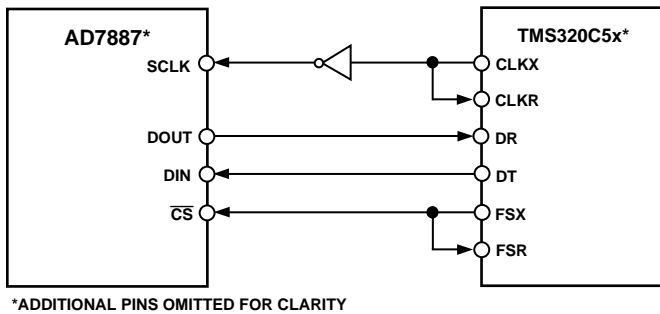 AD7887*
TMS320C5x*
SCLK
CLKX
CLKR
DOUT
DR
DIN
DT
CS
FSX
FSR
*ADDITIONAL PINS OMITTED FOR CLARITY